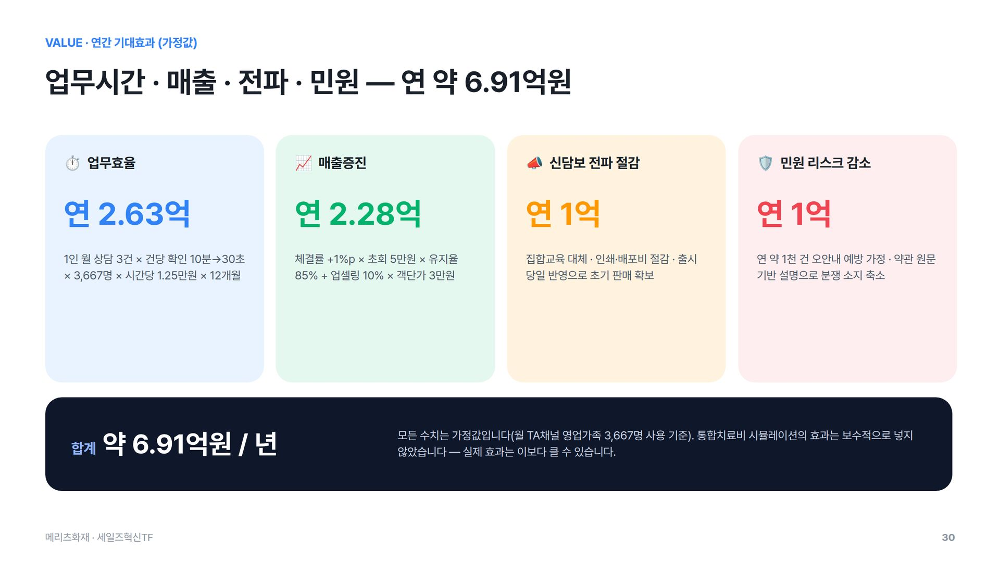 VALUE · 연간 기대효과 (가정값)
업무시간 · 매출 · 전파 · 민원 — 연 약 6.91억원
업무효율
연 2.63억
1인 월 상담 3건 × 건당 확인 10분→30초
× 3,667명 × 시간당 1.25만원 × 12개월
매출증진
연 2.28억
체결률 +1%p × 초회 5만원 × 유지율
85% + 업셀링 10% × 객단가 3만원
신담보 전파 절감
연 1억
집합교육 대체 · 인쇄·배포비 절감 · 출시
당일 반영으로 초기 판매 확보
민원 리스크 감소
연 1억
연 약 1천 건 오안내 예방 가정 · 약관 원문
기반 설명으로 분쟁 소지 축소
합계 약 6.91억원 / 년
모든 수치는 가정값입니다(월 TA채널 영업가족 3,667명 사용 기준). 통합치료비 시뮬레이션의 효과는 보수적으로 넣지
않았습니다 — 실제 효과는 이보다 클 수 있습니다.
메리츠화재 · 세일즈혁신TF
30